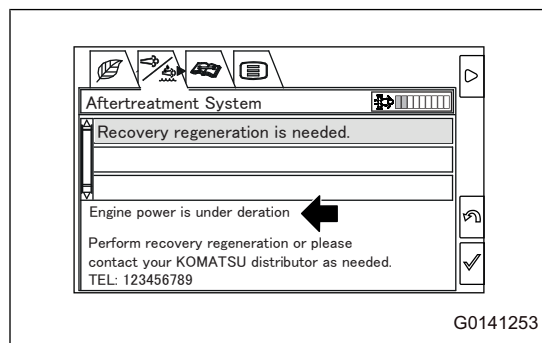 Aftertreatment System
Recovery regeneration is needed.
Engine power is under deration
Perform recovery regeneration or please
contact your KOMATSU distributor as needed.
TEL: 123456789
G0141253